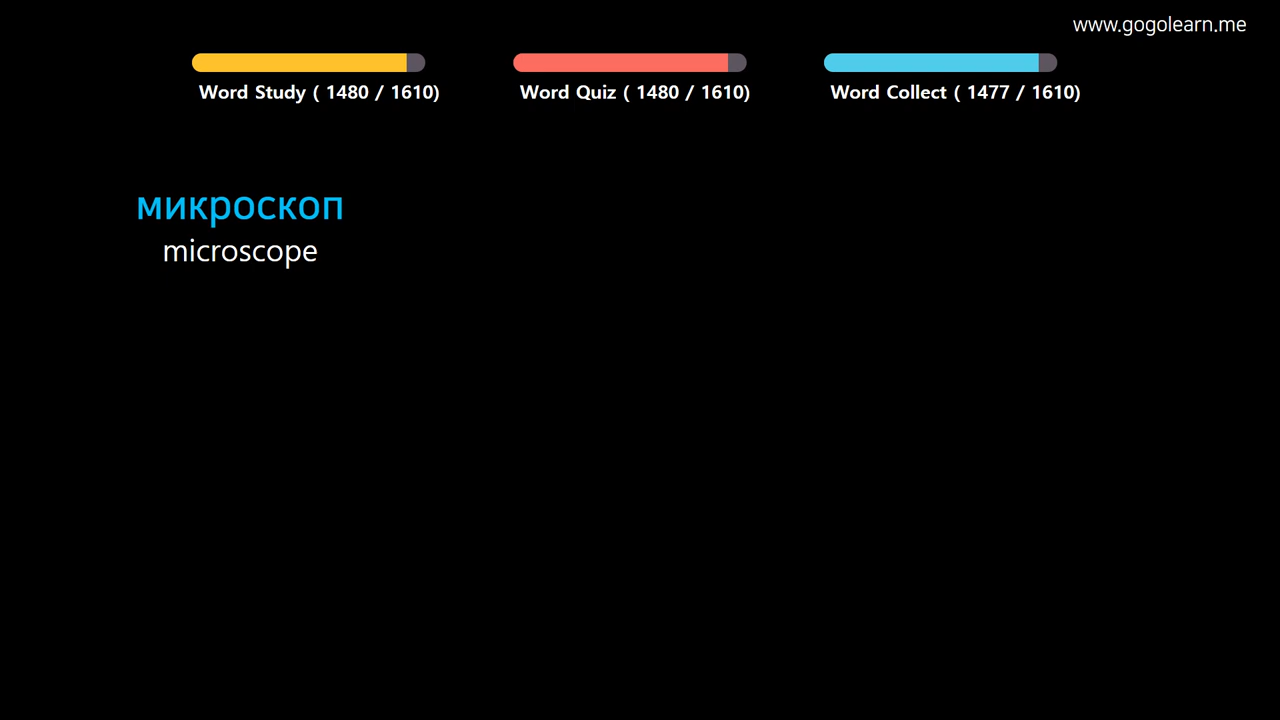 www.gogolearn.me
Word Study ( 1480 / 1610)
Word Quiz ( 1480 / 1610)
Word Collect ( 1477 / 1610)
микроскоп
microscope